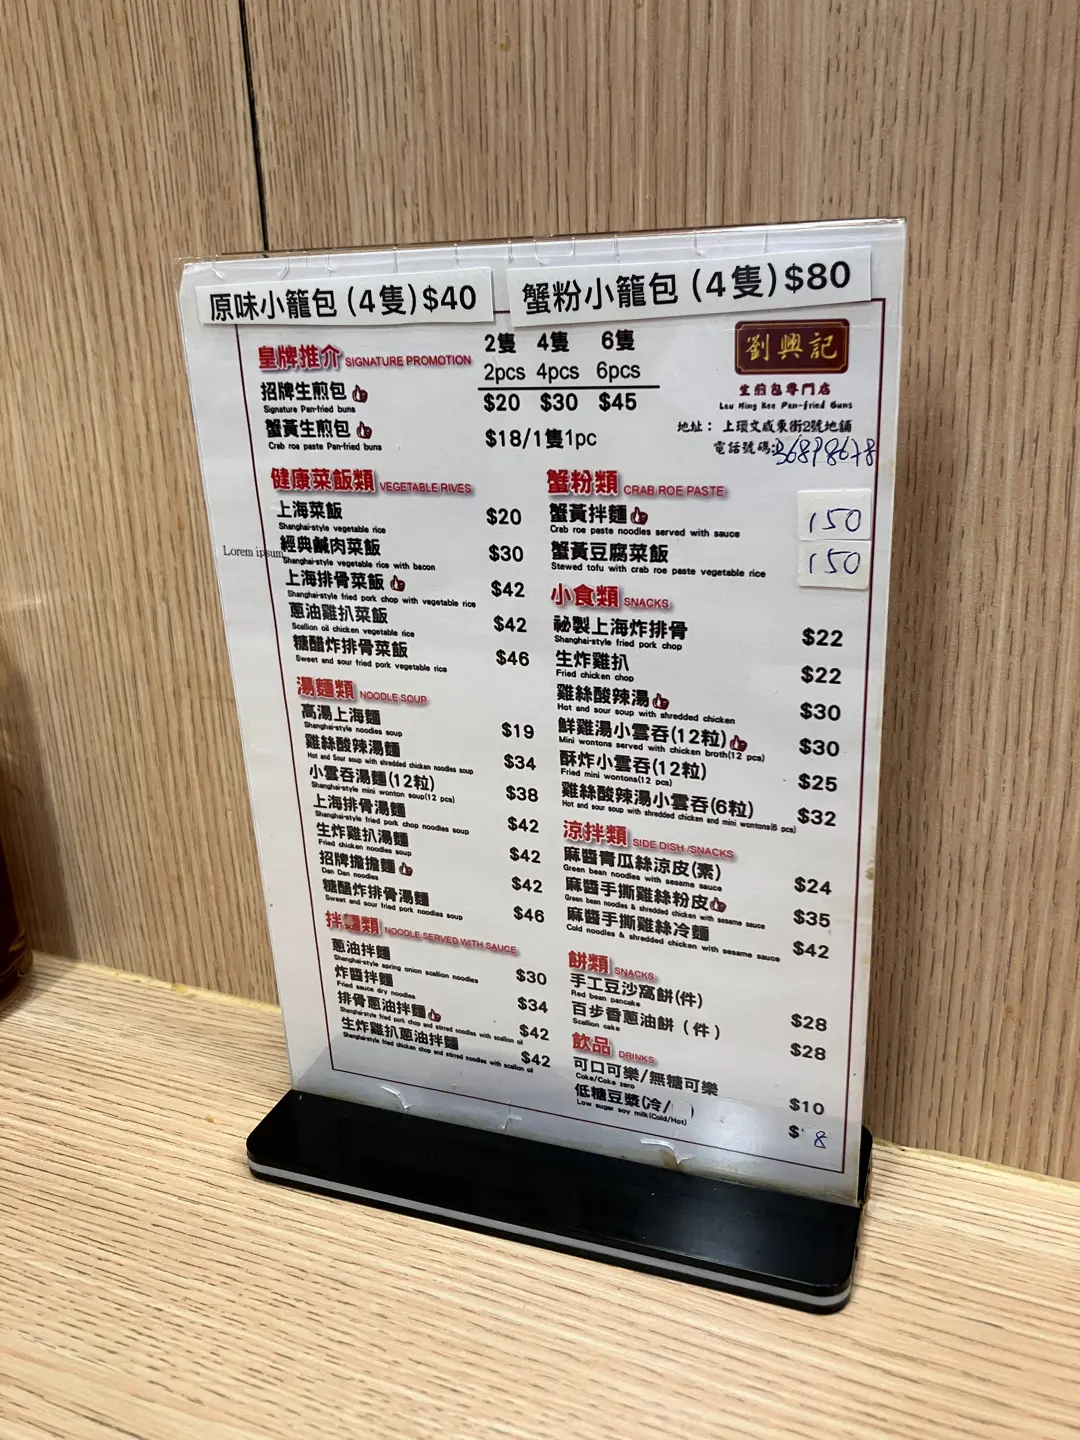 原味小籠包(4隻)$40
蟹粉小籠包(4隻)$80
皇牌推介 SIGNATURE PROMOTION
2隻 4隻 6隻
2pcs 4pcs 6pcs
招牌生煎包 $20 $30 $45
Signature Pan-fried buns
蟹黃生煎包 $18/1隻1pc
Crab roe paste Pan-fried buns
劉興記
生煎包專門店
Lau Hing Kee Pan-fried Buns
地址： 上環文咸東街2號地舖
電話號碼:36898678
健康菜飯類 VEGETABLE RIVES
上海菜飯 $20
Shanghai-style vegetable rice
Lorem ipsum
經典鹹肉菜飯 $30
Shanghai-style vegetable rice with bacon
上海排骨菜飯 $42
Shanghai-style fried pork chop with vegetable rice
蔥油雞扒菜飯 $42
Scallion oil chicken vegetable rice
糖醋炸排骨菜飯 $46
Sweet and sour fried pork vegetable rice
湯麵類 NOODLE SOUP
高湯上海麵 $19
Shanghai-style noodles soup
雞絲酸辣湯麵 $34
Hot and Sour soup with shredded chicken noodles soup
小雲吞湯麵(12粒) $38
Shanghai-style mini wonton soup(12 pcs)
上海排骨湯麵 $42
Shanghai-style fried pork chop noodles soup
生炸雞扒湯麵 $42
Fried chicken noodles soup
招牌擔擔麵 $42
Dan Dan noodles
糖醋炸排骨湯麵 $46
Sweet and sour fried pork noodles soup
拌麵類 NOODLE SERVED WITH SAUCE
蔥油拌麵 $30
Shanghai-style spring onion scallion noodles
炸醬拌麵 $34
Fried sauce dry noodles
排骨蔥油拌麵 $42
Shanghai-style fried pork chop and stirred noodles with scallion oil
生炸雞扒蔥油拌麵 $42
Shanghai-style fried chicken chop and stirred noodles with scallion oil
蟹粉類 CRAB ROE PASTE
蟹黃拌麵 150
Crab roe paste noodles served with sauce
蟹黃豆腐菜飯 150
Stewed tofu with crab roe paste vegetable rice
小食類 SNACKS
祕製上海炸排骨 $22
Shanghai-style fried pork chop
生炸雞扒 $22
Fried chicken chop
雞絲酸辣湯 $30
Hot and sour soup with shredded chicken
鮮雞湯小雲吞(12粒) $30
Mini wontons served with chicken broth(12 pcs)
酥炸小雲吞(12粒) $25
Fried mini wontons(12 pcs)
雞絲酸辣湯小雲吞(6粒) $32
Hot and sour soup with shredded chicken and mini wontons(6 pcs)
涼拌類 SIDE DISH /SNACKS
麻醬青瓜絲涼皮(素) $24
Green bean noodles with sesame sauce
麻醬手撕雞絲粉皮 $35
Green bean noodles & shredded chicken with sesame sauce
麻醬手撕雞絲冷麵 $42
Cold noodles & shredded chicken with sesame sauce
餅類 SNACKS
手工豆沙窩餅(件) $28
Red bean pancake
百步香蔥油餅 ( 件 ) $28
Scallion cake
飲品 DRINKS
可口可樂/無糖可樂 $10
Coke/Coke zero
低糖豆漿(冷/ ) $ 8
Low sugar soy milk(Cold/Hot)